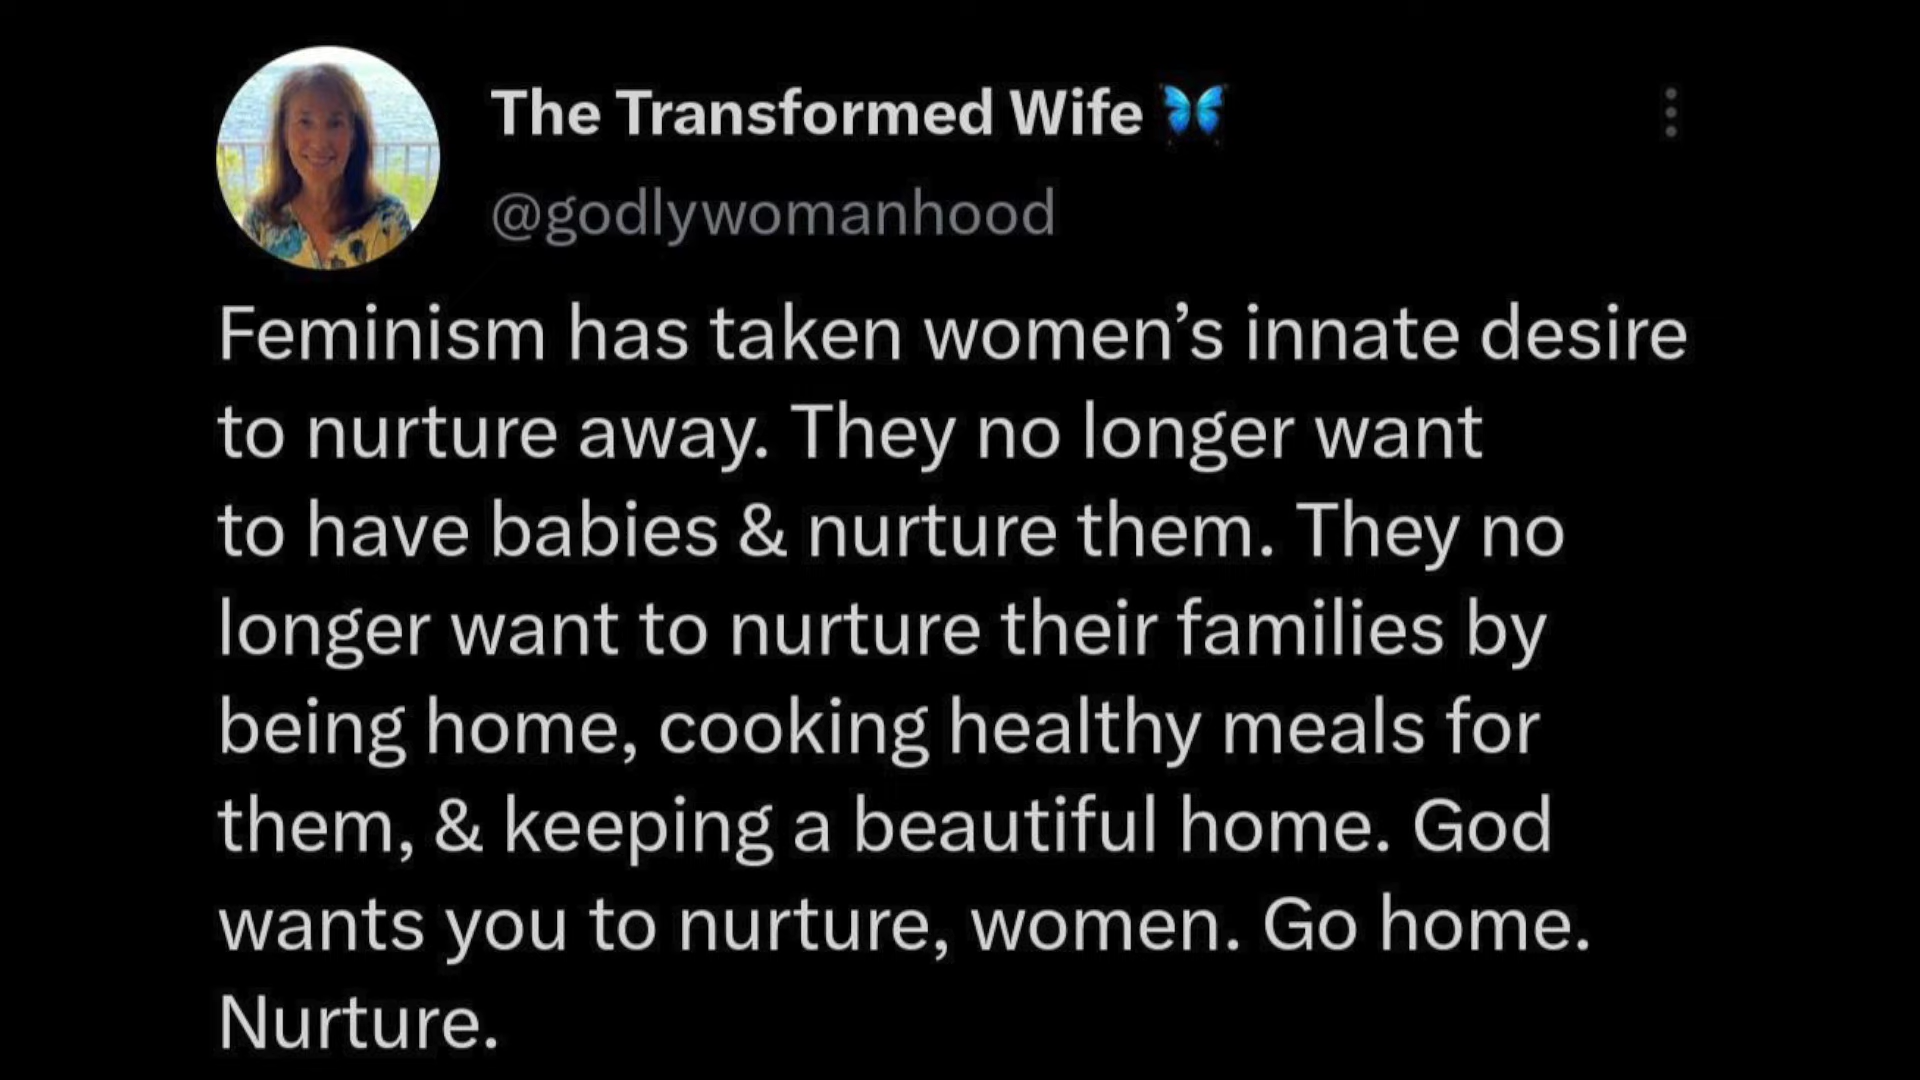 The Transformed Wife 🦋
@godlywomanhood
Feminism has taken women’s innate desire
to nurture away. They no longer want
to have babies & nurture them. They no
longer want to nurture their families by
being home, cooking healthy meals for
them, & keeping a beautiful home. God
wants you to nurture, women. Go home.
Nurture.